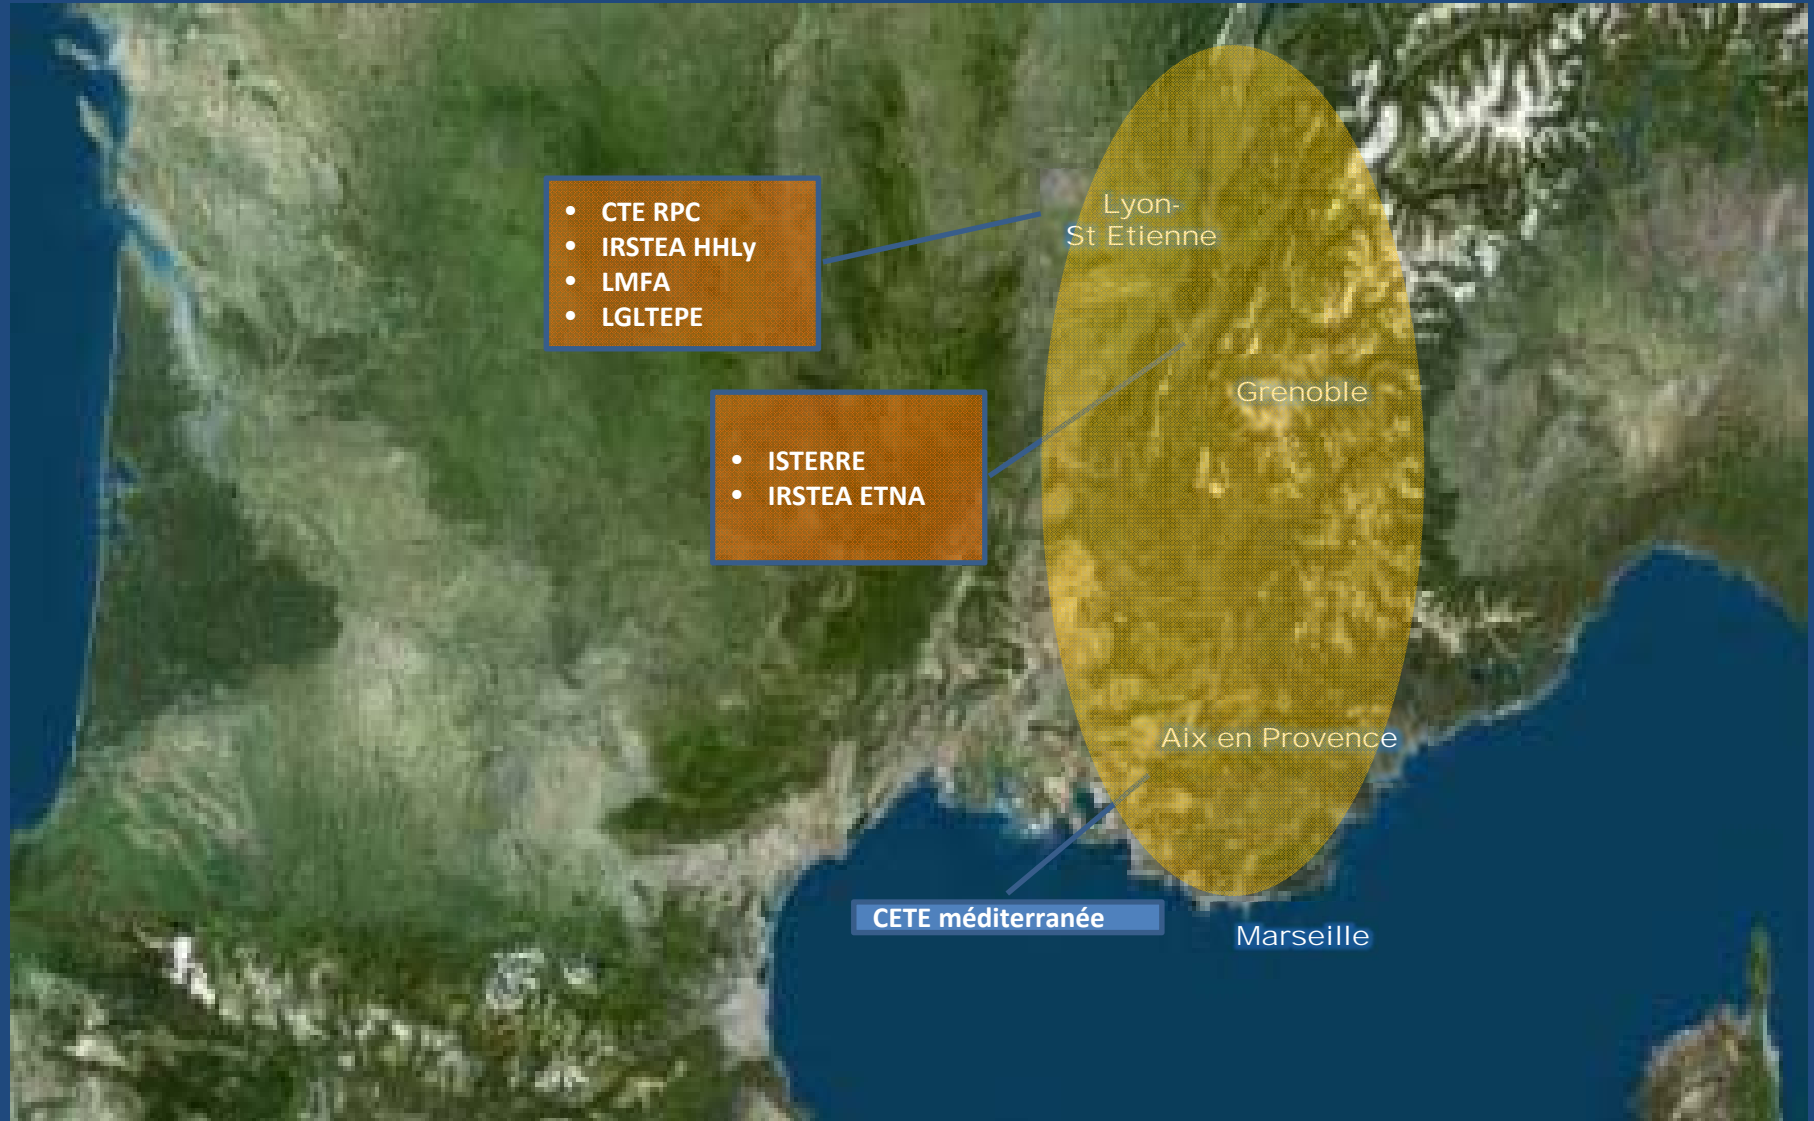 • CTE RPC
• IRSTEA HHLy
• LMFA
• LGLTEPE
Lyon-
St Etienne
Grenoble
• ISTERRE
• IRSTEA ETNA
Aix en Provence
CETE méditerranée
Marseille